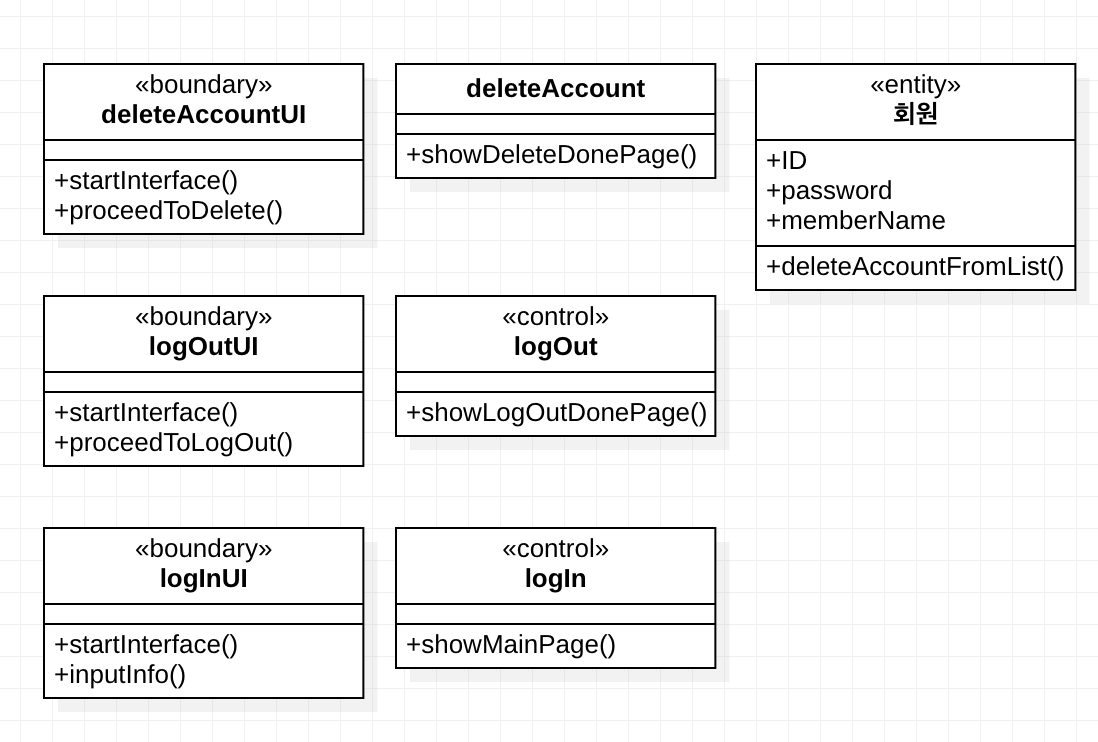 «boundary»
deleteAccountUI
+startInterface()
+proceedToDelete()
deleteAccount
+showDeleteDonePage()
«entity»
회원
+ID
+password
+memberName
+deleteAccountFromList()
«boundary»
logOutUI
+startInterface()
+proceedToLogOut()
«control»
logOut
+showLogOutDonePage()
«boundary»
logInUI
+startInterface()
+inputInfo()
«control»
logIn
+showMainPage()